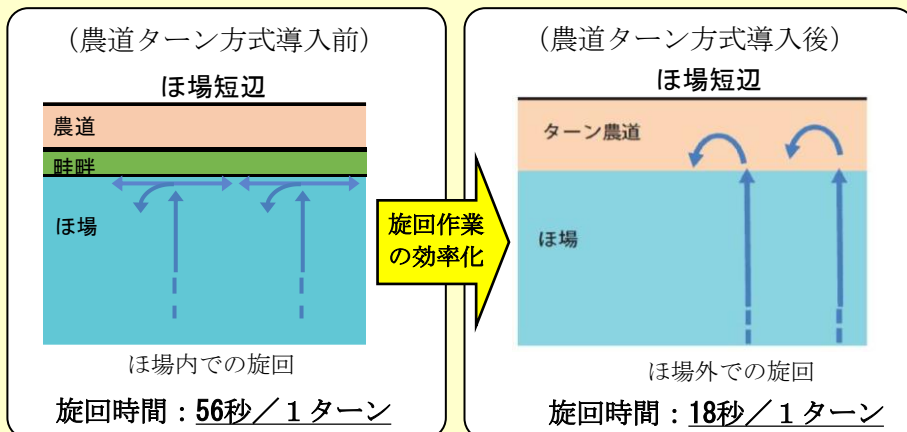 （農道ターン方式導入前）
ほ場短辺
農道
畦畔
ほ場
ほ場内での旋回
旋回時間：56秒／１ターン
旋回作業
の効率化
（農道ターン方式導入後）
ほ場短辺
ターン農道
ほ場
ほ場外での旋回
旋回時間：18秒／１ターン